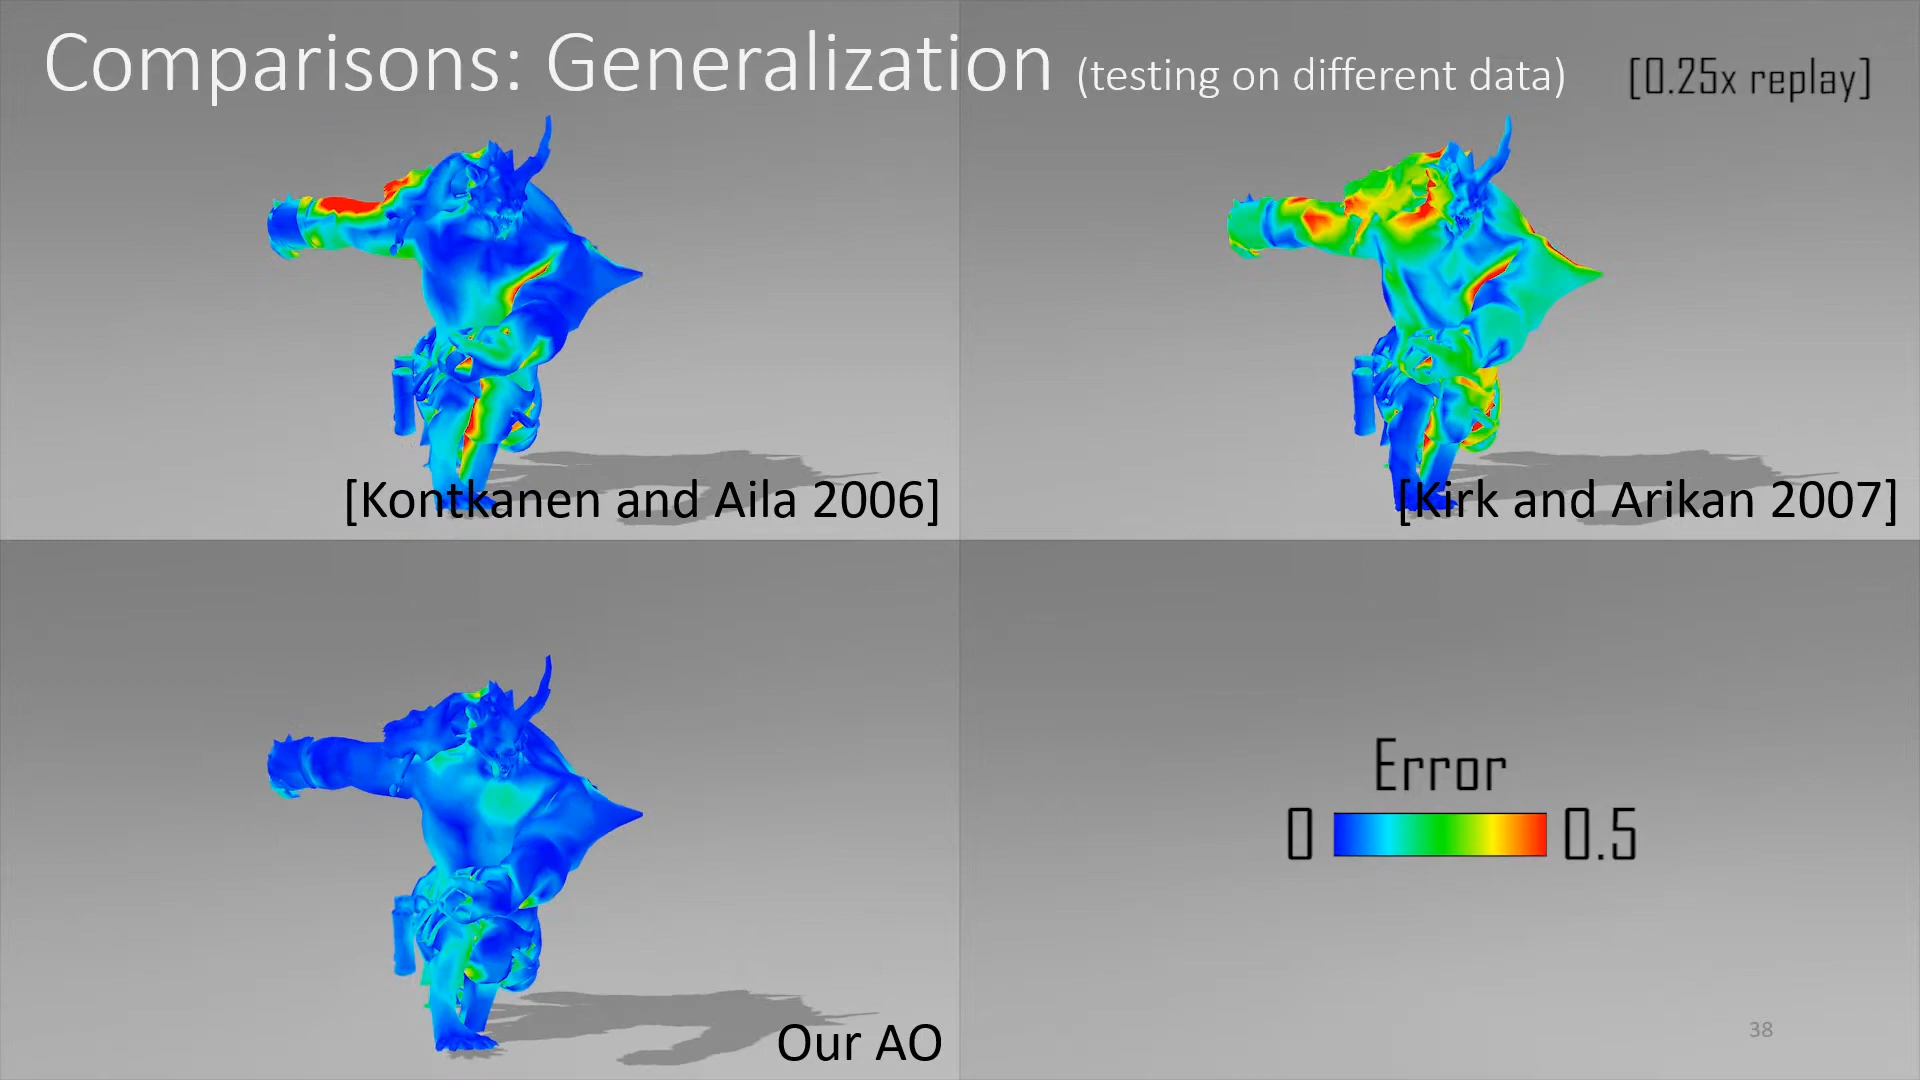 Comparisons: Generalization (testing on different data) [0.25x replay]
[Kontkanen and Aila 2006]
[Kirk and Arikan 2007]
Error
0 0.5
38
Our AO